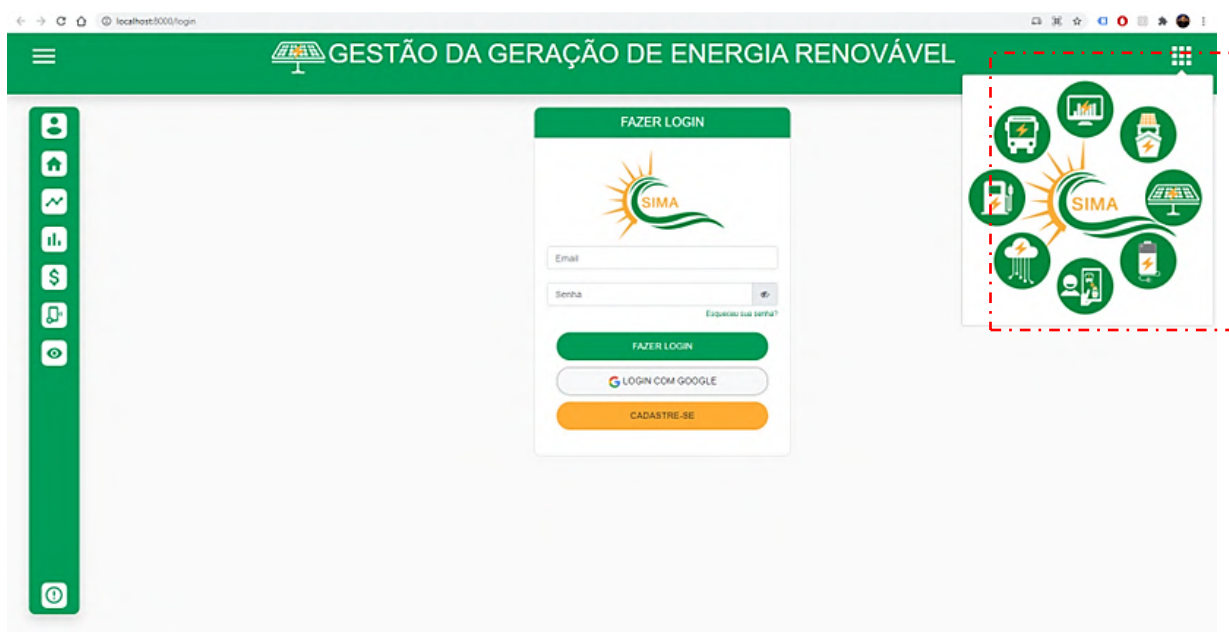 localhost:5000/login
GESTÃO DA GERAÇÃO DE ENERGIA RENOVÁVEL
FAZER LOGIN
SIMA
Email
Senha
Esqueceu sua senha?
FAZER LOGIN
LOGIN COM GOOGLE
CADASTRE-SE
SIMA